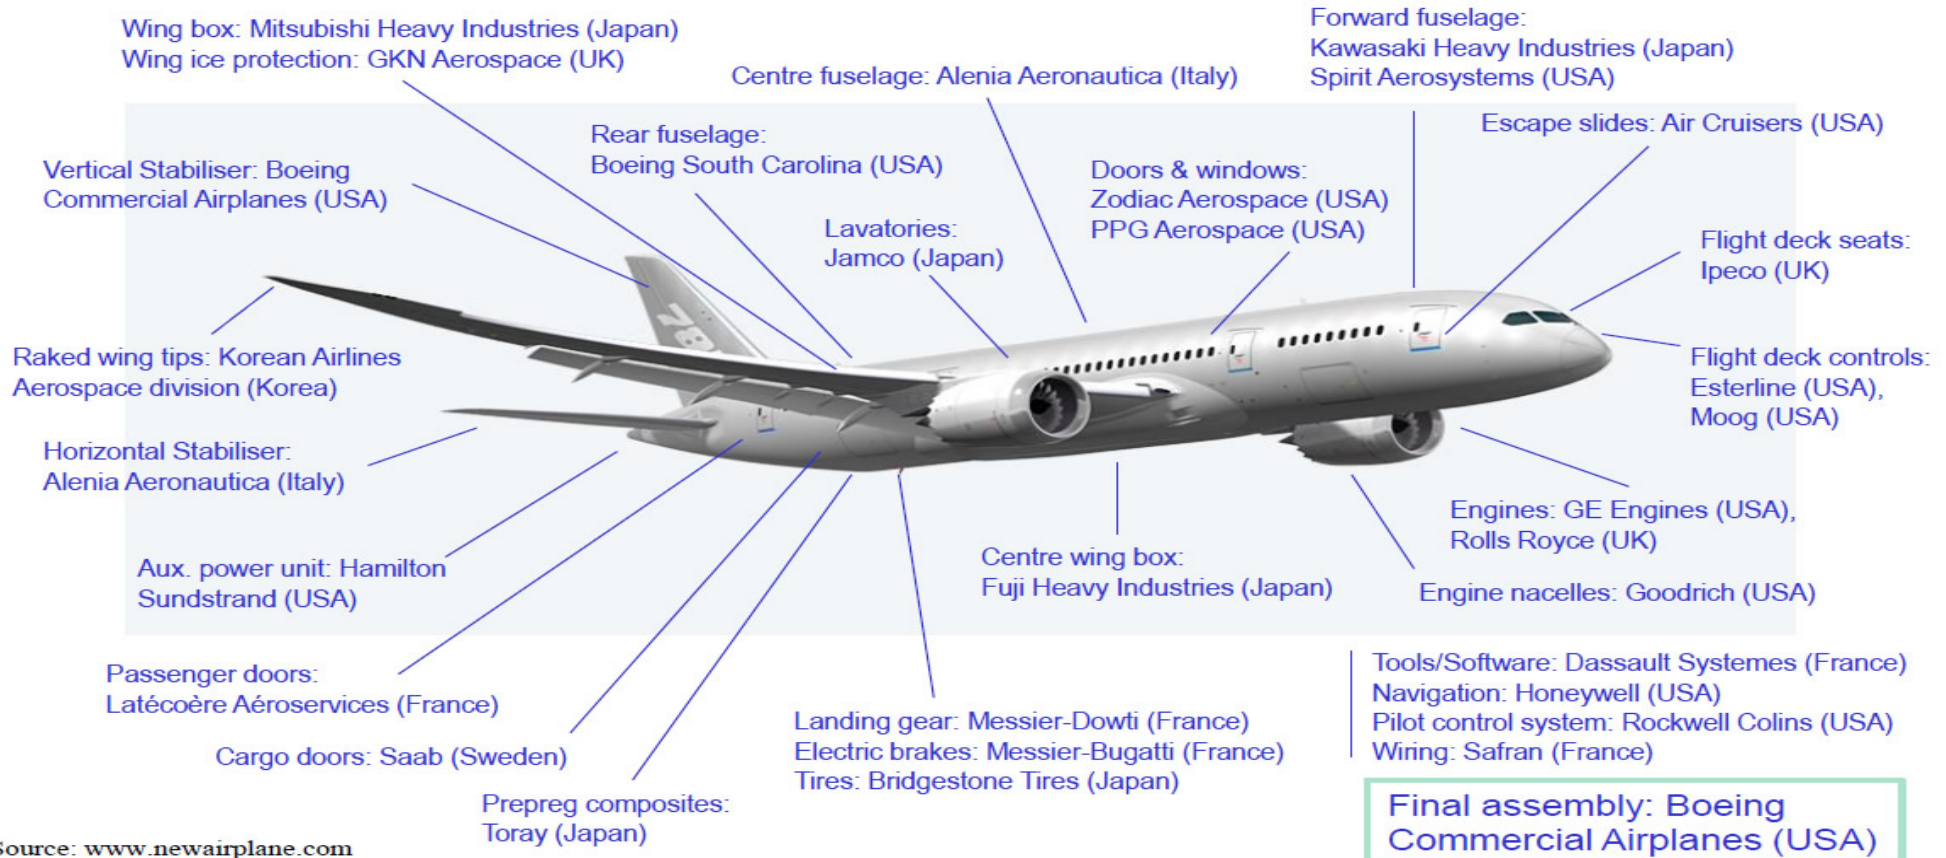 Wing box: Mitsubishi Heavy Industries (Japan)
Wing ice protection: GKN Aerospace (UK)
Centre fuselage: Alenia Aeronautica (Italy)
Forward fuselage:
Kawasaki Heavy Industries (Japan)
Spirit Aerosystems (USA)
Escape slides: Air Cruisers (USA)
Rear fuselage:
Boeing South Carolina (USA)
Vertical Stabiliser: Boeing
Commercial Airplanes (USA)
Doors & windows:
Zodiac Aerospace (USA)
PPG Aerospace (USA)
Lavatories:
Jamco (Japan)
Flight deck seats:
Ipeco (UK)
78
Raked wing tips: Korean Airlines
Aerospace division (Korea)
Flight deck controls:
Esterline (USA),
Moog (USA)
Horizontal Stabiliser:
Alenia Aeronautica (Italy)
Engines: GE Engines (USA),
Rolls Royce (UK)
Aux. power unit: Hamilton
Sundstrand (USA)
Centre wing box:
Fuji Heavy Industries (Japan)
Engine nacelles: Goodrich (USA)
Passenger doors:
Latécoère Aéroservices (France)
Cargo doors: Saab (Sweden)
Prepreg composites:
Toray (Japan)
Landing gear: Messier-Dowti (France)
Electric brakes: Messier-Bugatti (France)
Tires: Bridgestone Tires (Japan)
Tools/Software: Dassault Systemes (France)
Navigation: Honeywell (USA)
Pilot control system: Rockwell Colins (USA)
Wiring: Safran (France)
Final assembly: Boeing
Commercial Airplanes (USA)
Source: www.newairplane.com